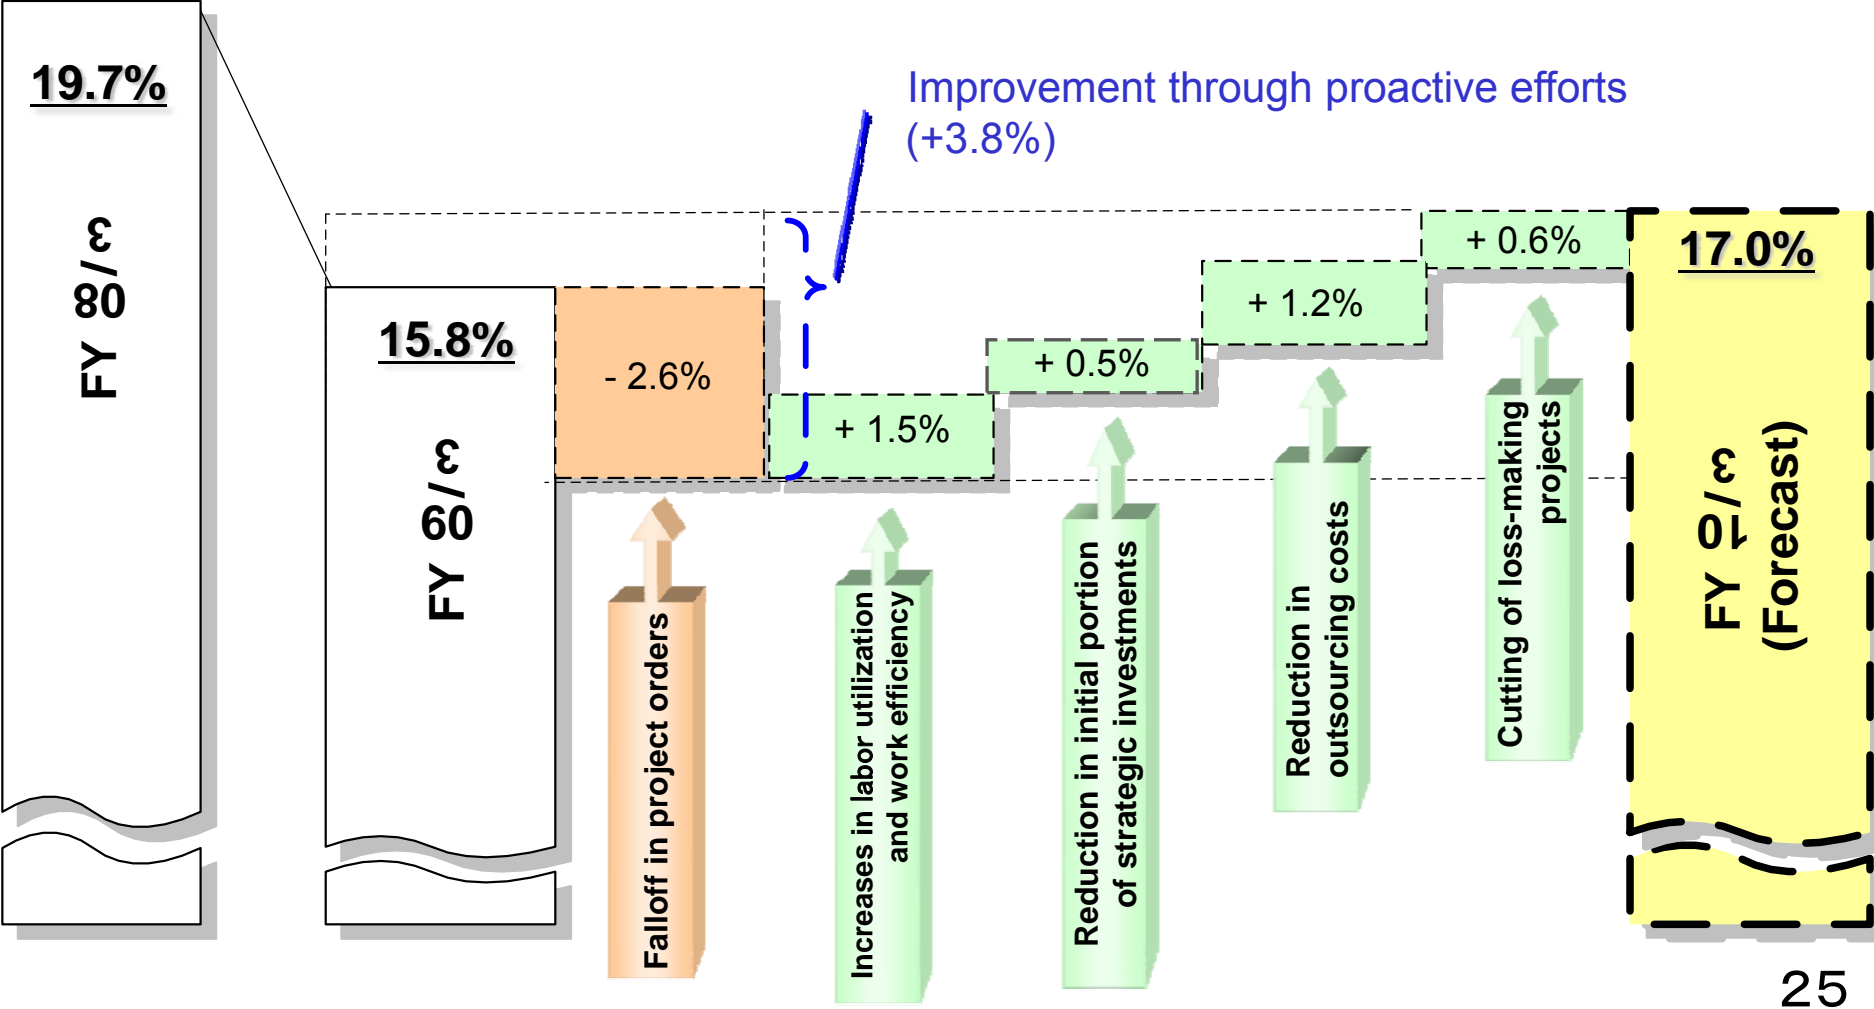 19.7%
FY 3/08
Improvement through proactive efforts
(+3.8%)
15.8%
FY 3/09
- 2.6%
+ 1.5%
+ 0.5%
+ 1.2%
+ 0.6%
17.0%
FY 3/10
(Forecast)
Falloff in project orders
Increases in labor utilization
and work efficiency
Reduction in initial portion
of strategic investments
Reduction in
outsourcing costs
Cutting of loss-making
projects
25